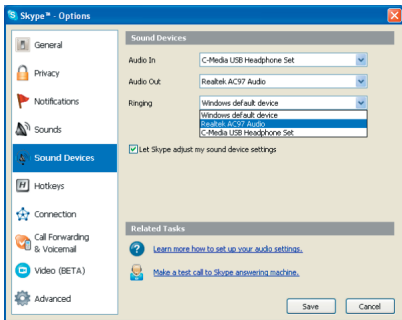 Skype™ - Options
General
Privacy
Notifications
Sounds
Sound Devices
Hotkeys
Connection
Call Forwarding
& Voicemail
Video (BETA)
Advanced
Sound Devices
Audio In
C-Media USB Headphone Set
Audio Out
Realtek AC97 Audio
Ringing
Windows default device
Windows default device
Realtek AC97 Audio
C-Media USB Headphone Set
Let Skype adjust my sound device settings
Related Tasks
Learn more how to set up your audio settings.
Make a test call to Skype answering machine.
Save
Cancel